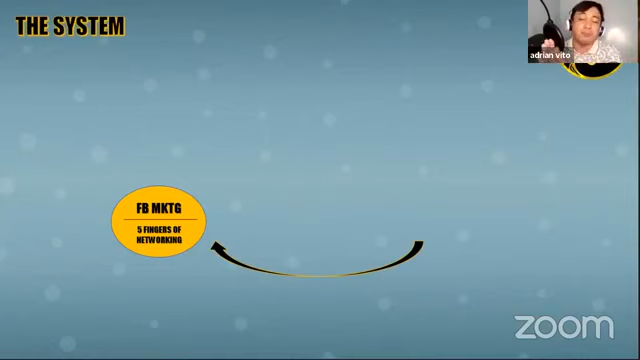 THE SYSTEM
adrian vito
FB MKTG
5 FINGERS OF
NETWORKING
zoom